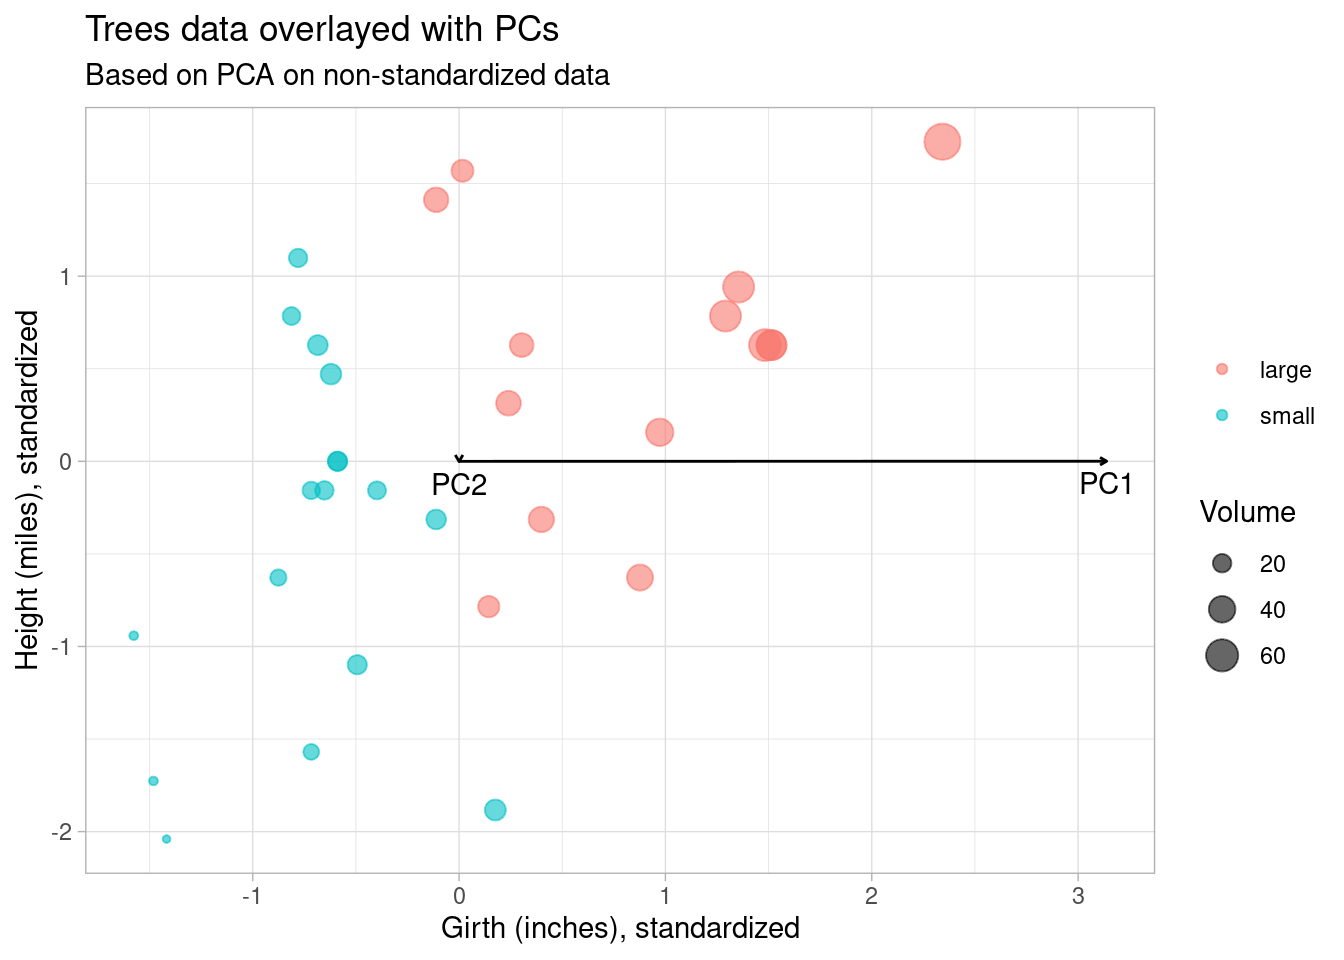 Trees data overlayed with PCs
Based on PCA on non-standardized data
Height (miles), standardized
1
0
-1
-2
PC2
PC1
-1
0
1
2
3
Girth (inches), standardized
large
small
Volume
20
40
60